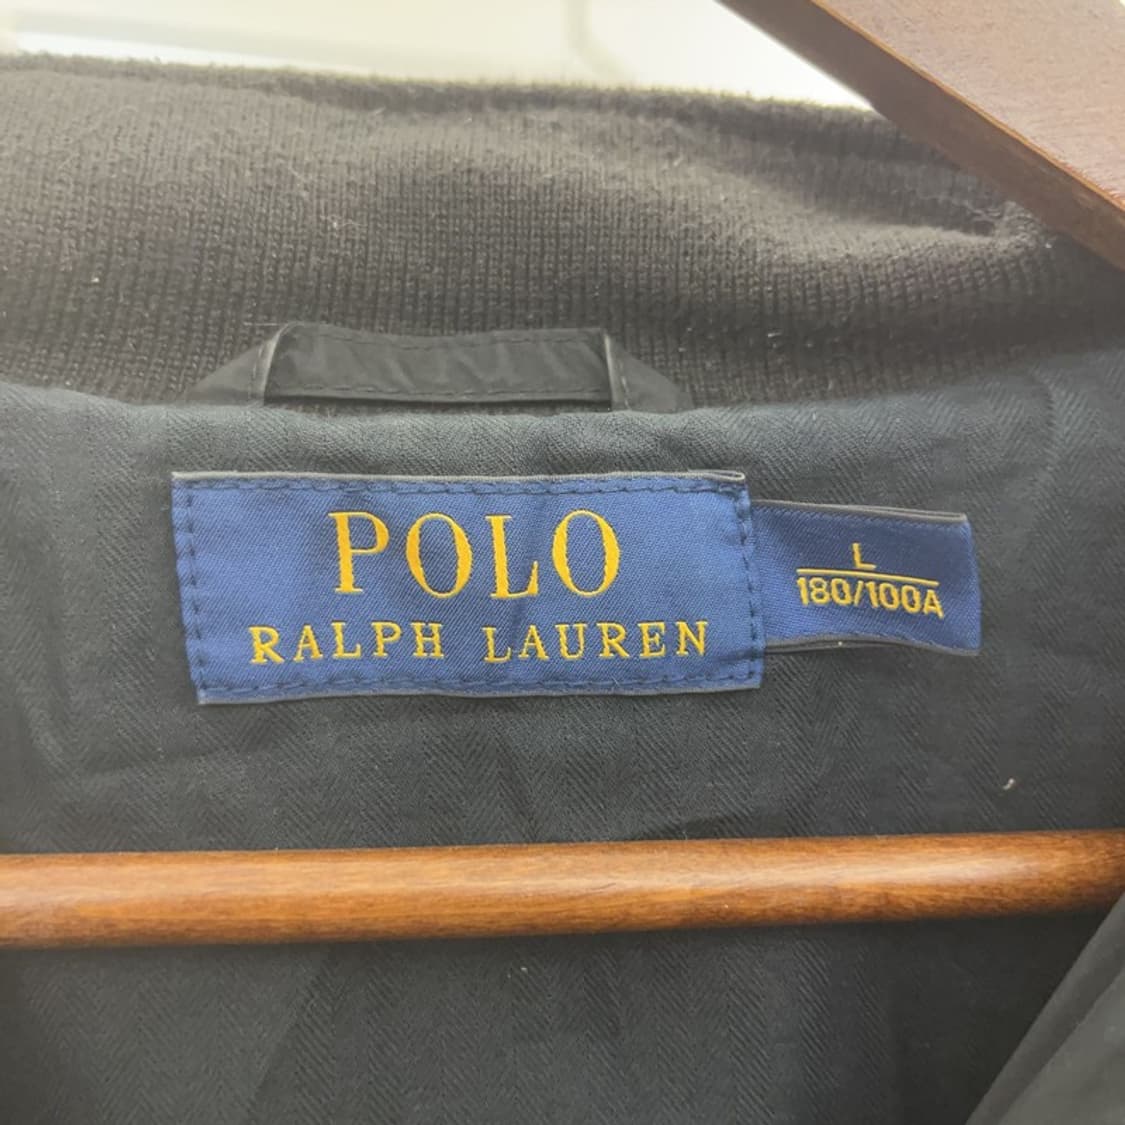 POLO
RALPH LAUREN
L
180/100A